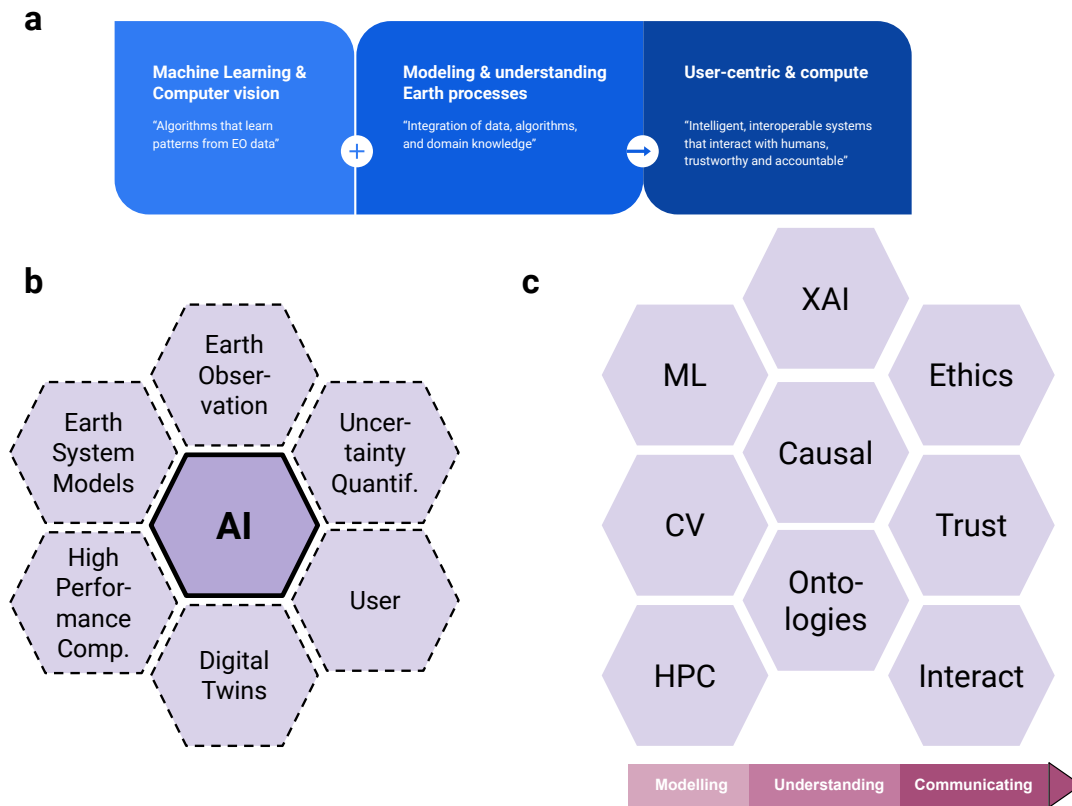 a
Machine Learning &
Computer vision
“Algorithms that learn
patterns from EO data”
+
Modeling & understanding
Earth processes
“Integration of data, algorithms,
and domain knowledge”
User-centric & compute
“Intelligent, interoperable systems
that interact with humans,
trustworthy and accountable”
b
Earth
Obser-
vation
Earth
System
Models
Uncer-
tainty
Quantif.
AI
High
Perfor-
mance
Comp.
User
Digital
Twins
c
XAI
ML
Ethics
Causal
CV
Trust
Onto-
logies
HPC
Interact
Modelling
Understanding
Communicating